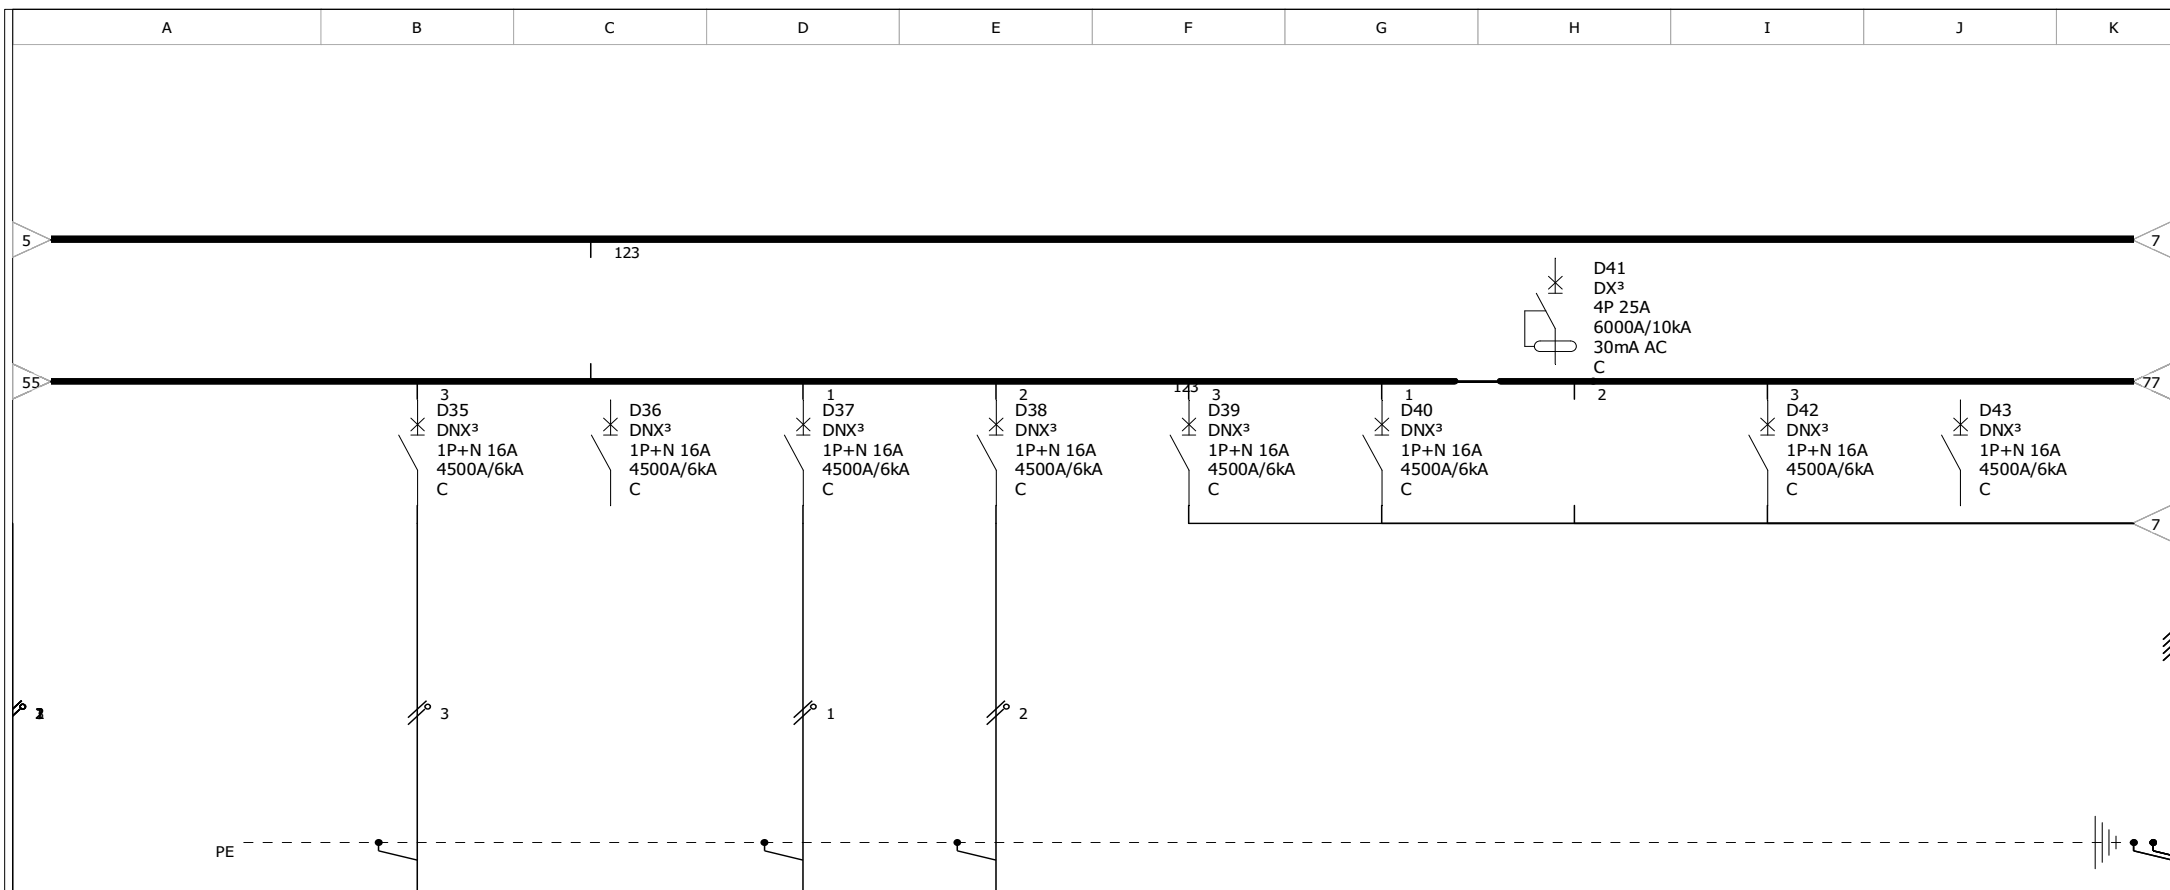 A B C D E F G H I J K
5 7
123
D41
DX³
4P 25A
6000A/10kA
30mA AC
C
55 77
123
3 1 2 3 1 2 3
D35 D36 D37 D38 D39 D40 D42 D43
DNX³ DNX³ DNX³ DNX³ DNX³ DNX³ DNX³ DNX³
1P+N 16A 1P+N 16A 1P+N 16A 1P+N 16A 1P+N 16A 1P+N 16A 1P+N 16A 1P+N 16A
4500A/6kA 4500A/6kA 4500A/6kA 4500A/6kA 4500A/6kA 4500A/6kA 4500A/6kA 4500A/6kA
C C C C C C C C
7
3 1 2
PE